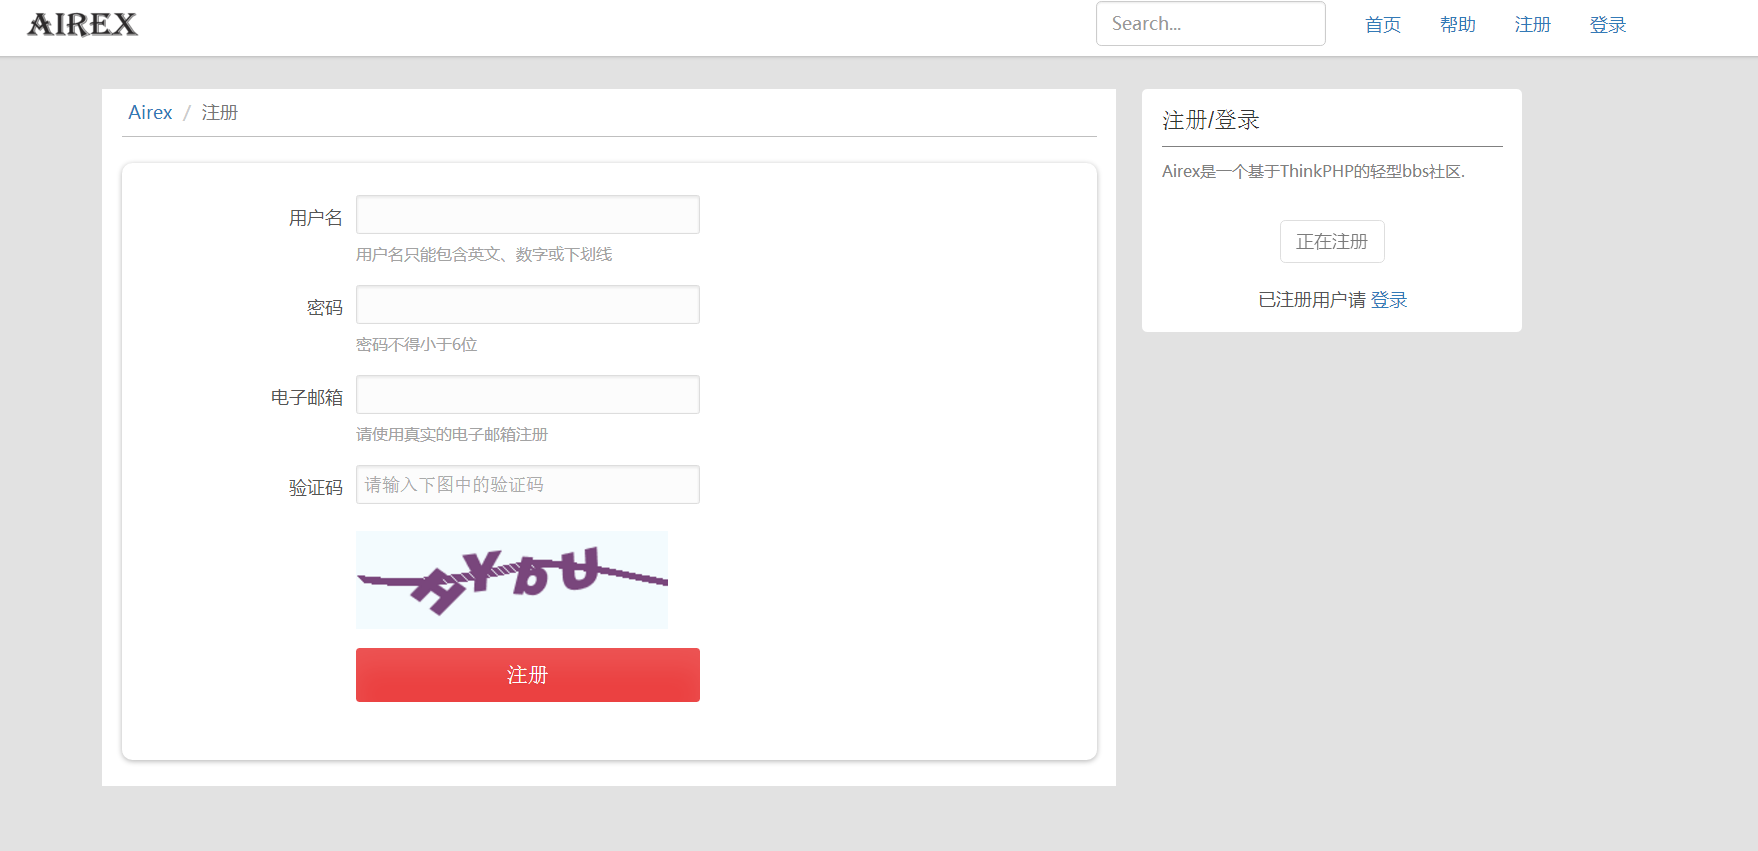 AIREX
Search...
首页 帮助 注册 登录
Airex / 注册
用户名
用户名只能包含英文、数字或下划线
密码
密码不得小于6位
电子邮箱
请使用真实的电子邮箱注册
验证码
请输入下图中的验证码
HYbU
注册
注册/登录
Airex是一个基于ThinkPHP的轻型bbs社区.
正在注册
已注册用户请 登录